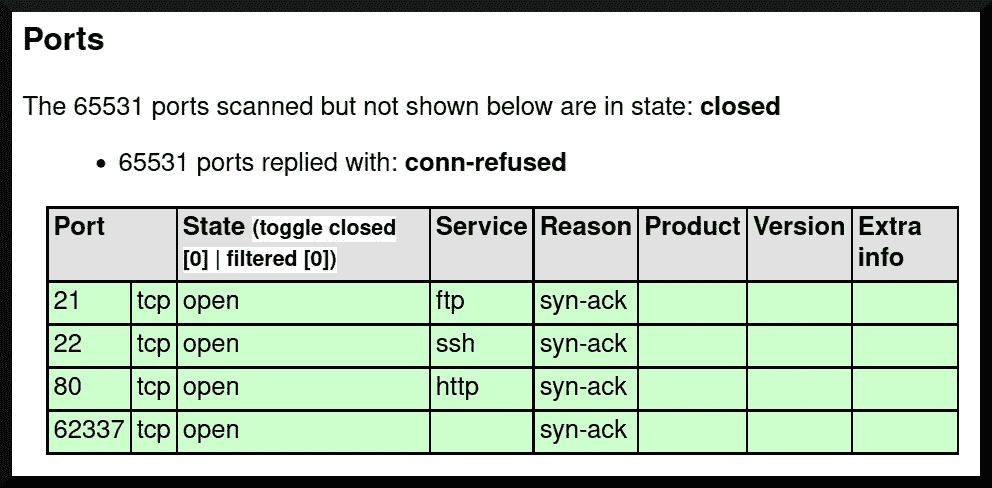 Ports
The 65531 ports scanned but not shown below are in state: closed
• 65531 ports replied with: conn-refused
Port State (toggle closed [0] | filtered [0]) Service Reason Product Version Extra info
21 tcp open ftp syn-ack
22 tcp open ssh syn-ack
80 tcp open http syn-ack
62337 tcp open syn-ack